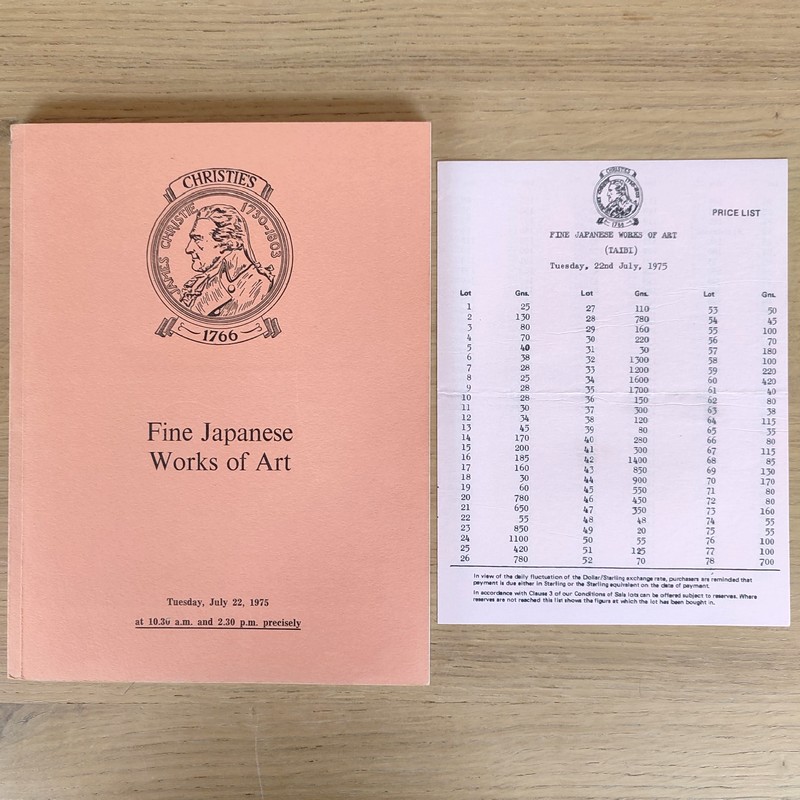 CHRISTIE'S
JAMES CHRISTIE 1730-1803
1766
Fine Japanese
Works of Art
Tuesday, July 22, 1975
at 10.30 a.m. and 2.30 p.m. precisely
CHRISTIE'S
JAMES CHRISTIE 1730-1803
1766
PRICE LIST
FINE JAPANESE WORKS OF ART
(TAIBI)
Tuesday, 22nd July, 1975
Lot Gns. Lot Gns. Lot Gns.
1 25 27 110 53 50
2 130 28 780 54 45
3 80 29 160 55 100
4 70 30 220 56 70
5 40 31 30 57 180
6 38 32 1300 58 100
7 28 33 1200 59 220
8 25 34 1600 60 420
9 28 35 1700 61 40
10 28 36 150 62 80
11 30 37 300 63 38
12 34 38 120 64 115
13 45 39 80 65 35
14 170 40 280 66 80
15 200 41 300 67 115
16 185 42 1400 68 85
17 160 43 850 69 130
18 30 44 900 70 170
19 60 45 550 71 80
20 780 46 450 72 80
21 650 47 350 73 160
22 55 48 48 74 55
23 850 49 20 75 55
24 1100 50 55 76 100
25 420 51 125 77 100
26 780 52 70 78 700
In view of the daily fluctuation of the Dollar/Sterling exchange rate, purchasers are reminded that
payment is due either in Sterling or the Sterling equivalent on the date of payment.
In accordance with Clause 3 of our Conditions of Sale lots can be offered subject to reserves. Where
reserves are not reached this list shows the figure at which the lot has been bought in.